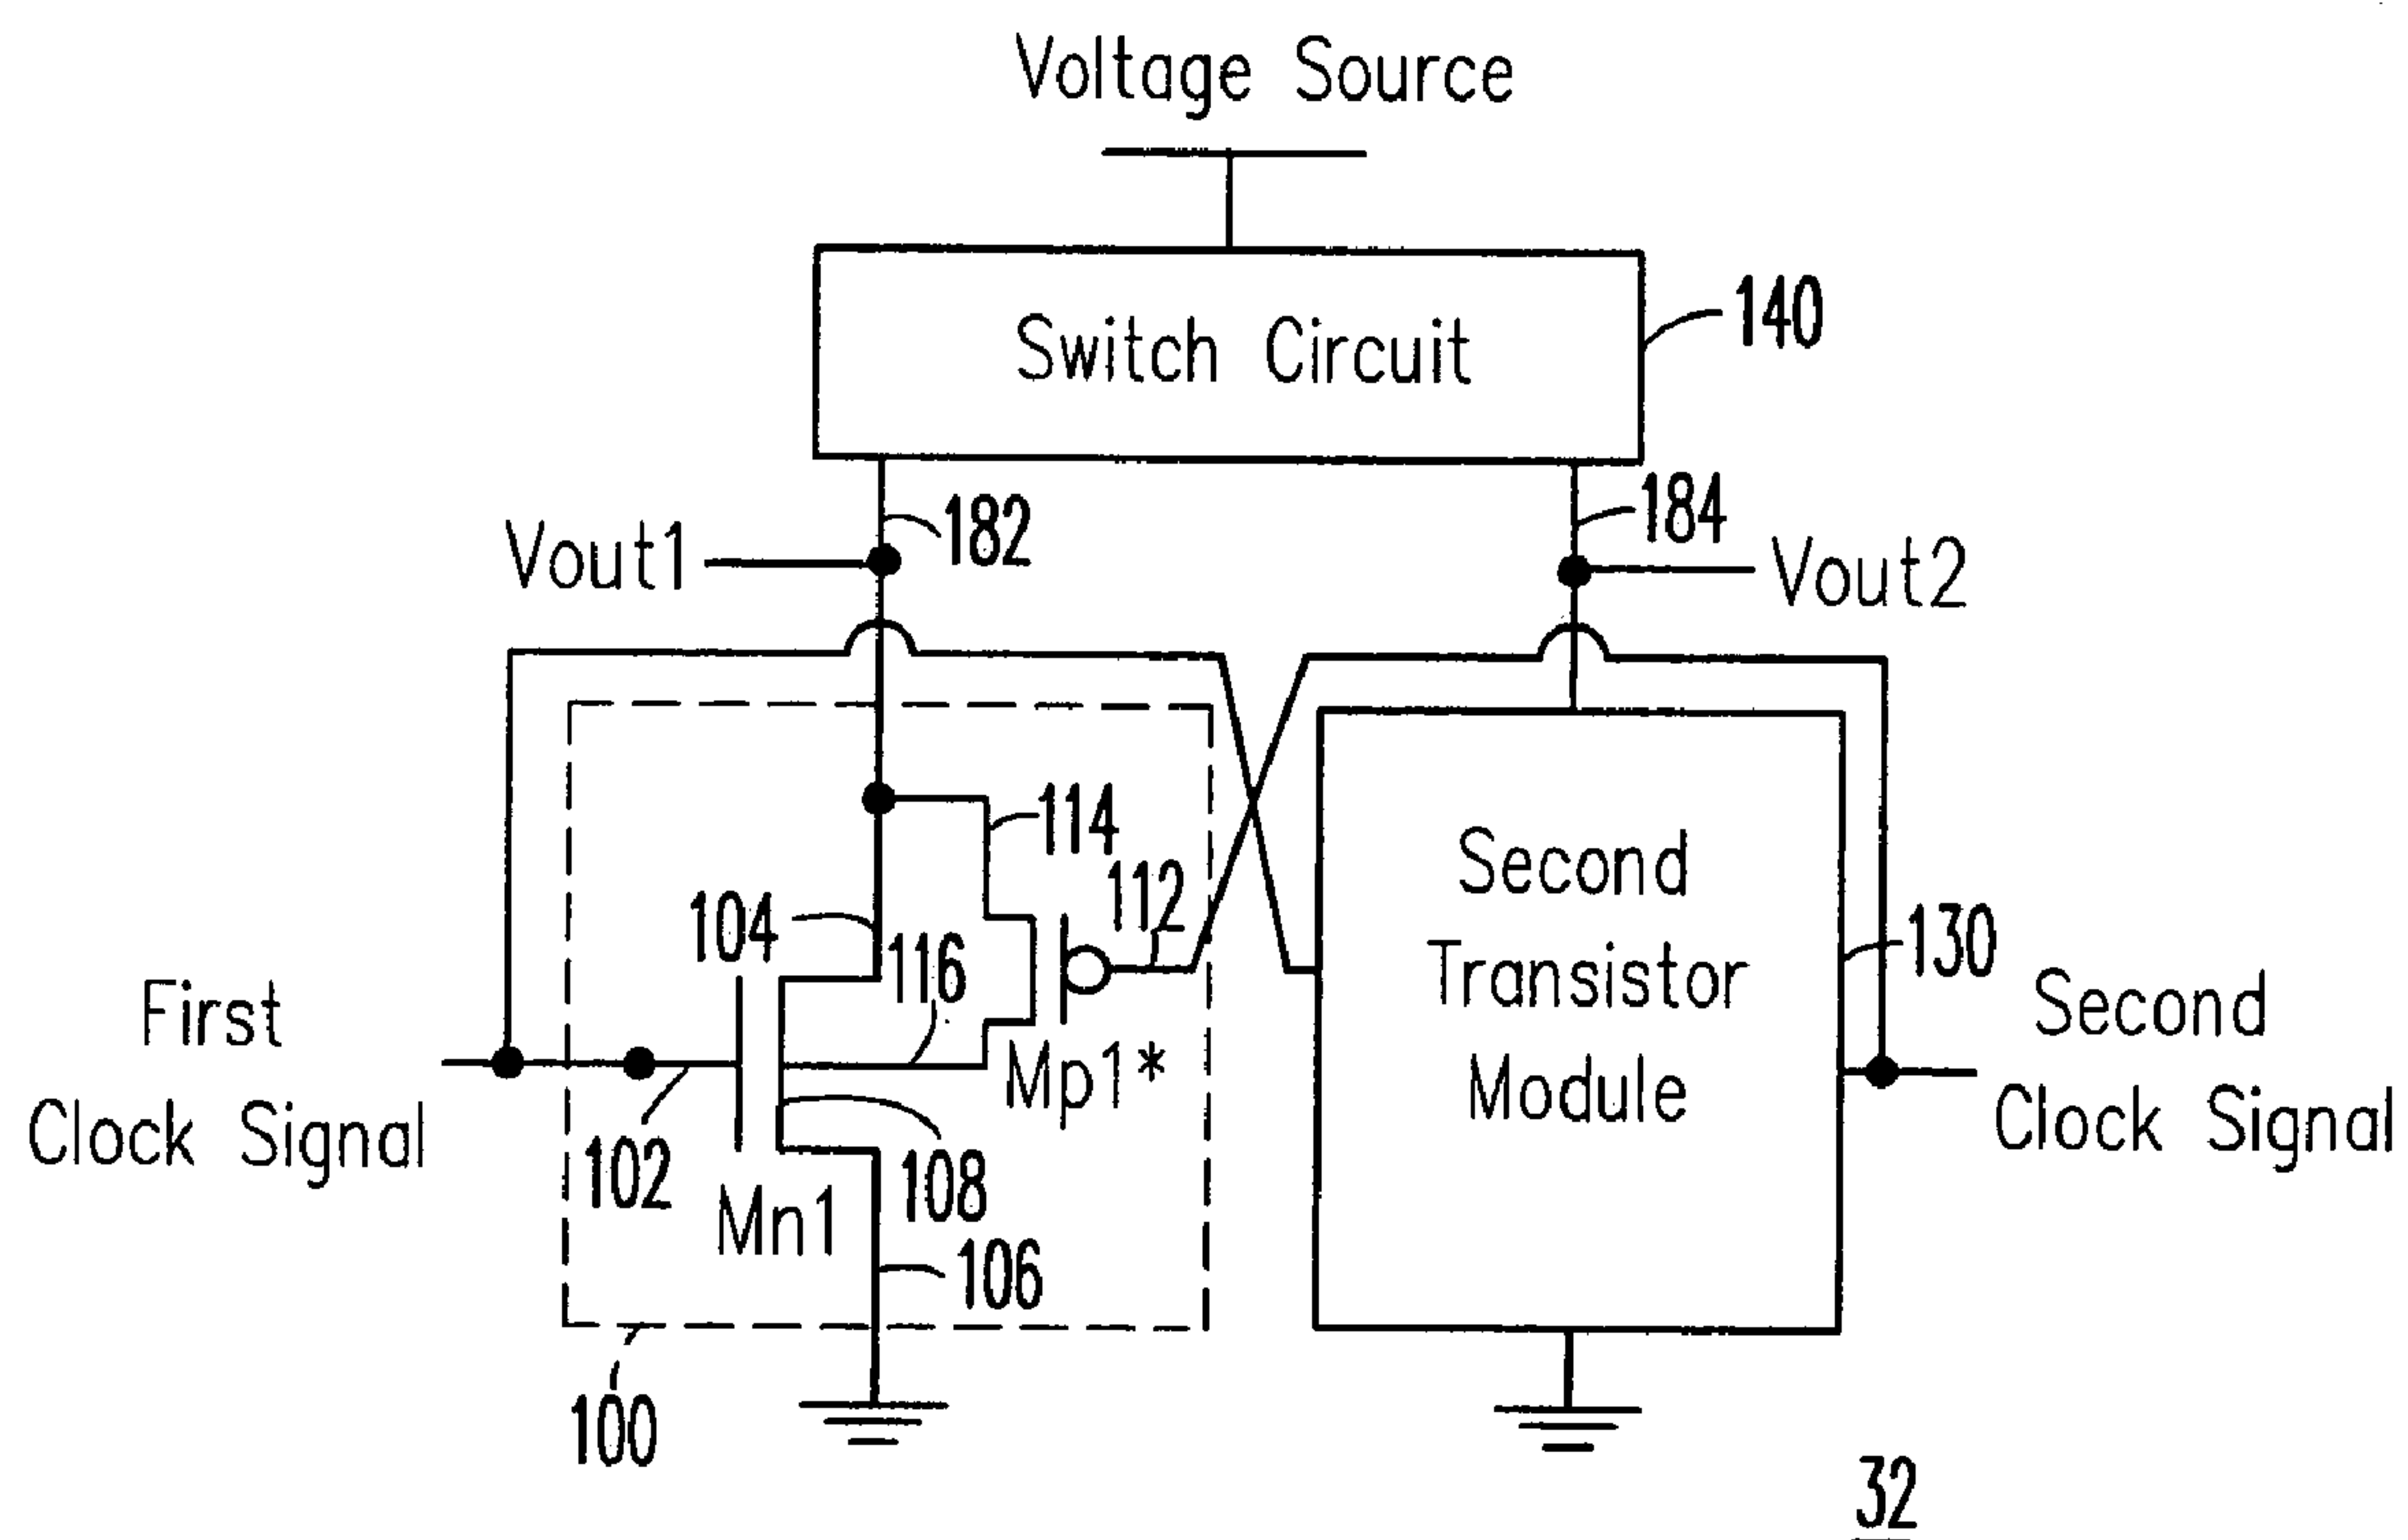 Voltage Source
Switch Circuit
140
182
184
Vout1
Vout2
114
112
104
116
130
Second
Transistor
Module
First
Clock Signal
Second
Clock Signal
Mp1*
102
108
Mn1
106
100
32